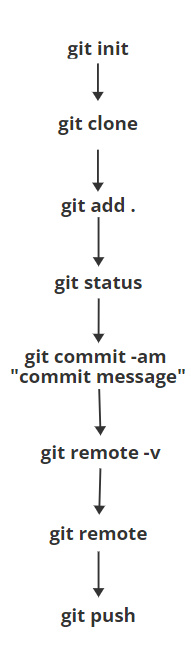 git init
git clone
git add .
git status
git commit -am
"commit message"
git remote -v
git remote
git push